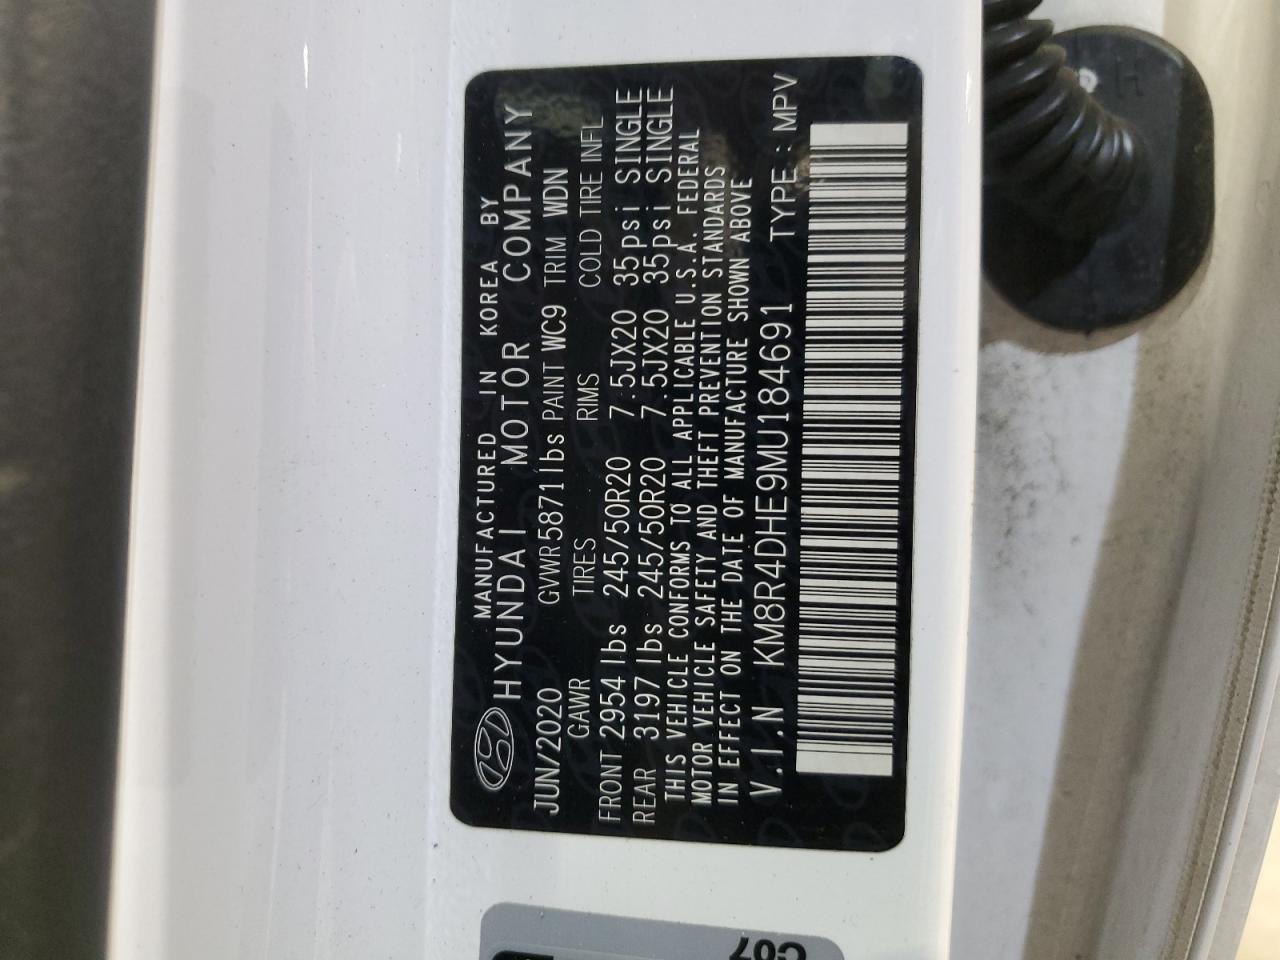 MANUFACTURED IN KOREA BY
HYUNDAI MOTOR COMPANY
JUN/2020 GVWR5871lbs PAINT WC9 TRIM WDN
GAWR TIRES RIMS COLD TIRE INFL
FRONT 2954lbs 245/50R20 7.5JX20 35psi SINGLE
REAR 3197lbs 245/50R20 7.5JX20 35psi SINGLE
THIS VEHICLE CONFORMS TO ALL APPLICABLE U.S.A. FEDERAL
MOTOR VEHICLE SAFETY AND THEFT PREVENTION STANDARDS
IN EFFECT ON THE DATE OF MANUFACTURE SHOWN ABOVE
V.I.N KM8R4DHE9MU184691 TYPE : MPV
C07
H